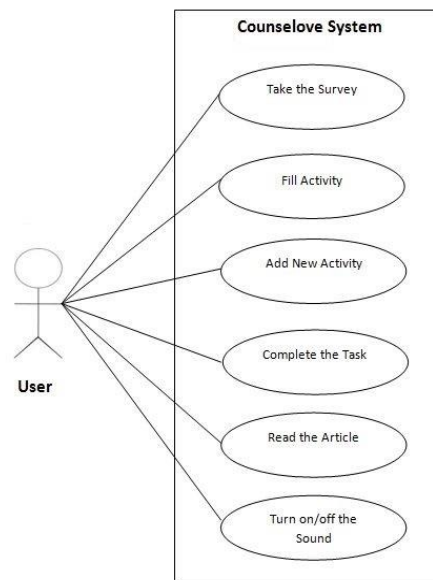 Counselove System
Take the Survey
Fill Activity
Add New Activity
Complete the Task
User
Read the Article
Turn on/off the
Sound